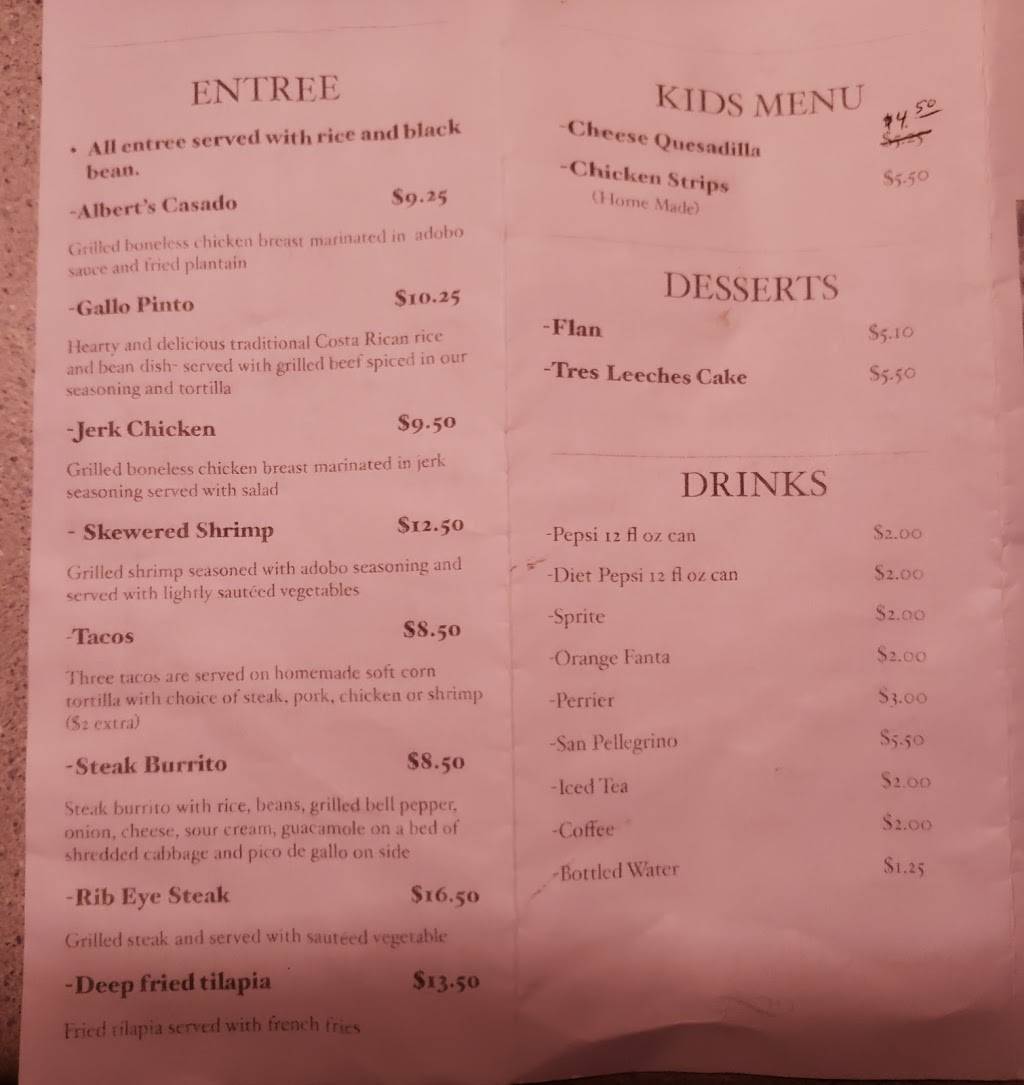 ENTREE
• All entree served with rice and black
bean.
-Albert's Casado $9.25
Grilled boneless chicken breast marinated in adobo
sauce and fried plantain
-Gallo Pinto $10.25
Hearty and delicious traditional Costa Rican rice
and bean dish- served with grilled beef spiced in our
seasoning and tortilla
-Jerk Chicken $9.50
Grilled boneless chicken breast marinated in jerk
seasoning served with salad
- Skewered Shrimp $12.50
Grilled shrimp seasoned with adobo seasoning and
served with lightly sautéed vegetables
-Tacos $8.50
Three tacos are served on homemade soft corn
tortilla with choice of steak, pork, chicken or shrimp
($2 extra)
-Steak Burrito $8.50
Steak burrito with rice, beans, grilled bell pepper,
onion, cheese, sour cream, guacamole on a bed of
shredded cabbage and pico de gallo on side
-Rib Eye Steak $16.50
Grilled steak and served with sautéed vegetable
-Deep fried tilapia $13.50
Fried tilapia served with french fries
KIDS MENU
$4.50
-Cheese Quesadilla $5.25
-Chicken Strips $5.50
(Home Made)
DESSERTS
-Flan $5.10
-Tres Leeches Cake $5.50
DRINKS
-Pepsi 12 fl oz can $2.00
-Diet Pepsi 12 fl oz can $2.00
-Sprite $2.00
-Orange Fanta $2.00
-Perrier $3.00
-San Pellegrino $5.50
-Iced Tea $2.00
-Coffee $2.00
-Bottled Water $1.25